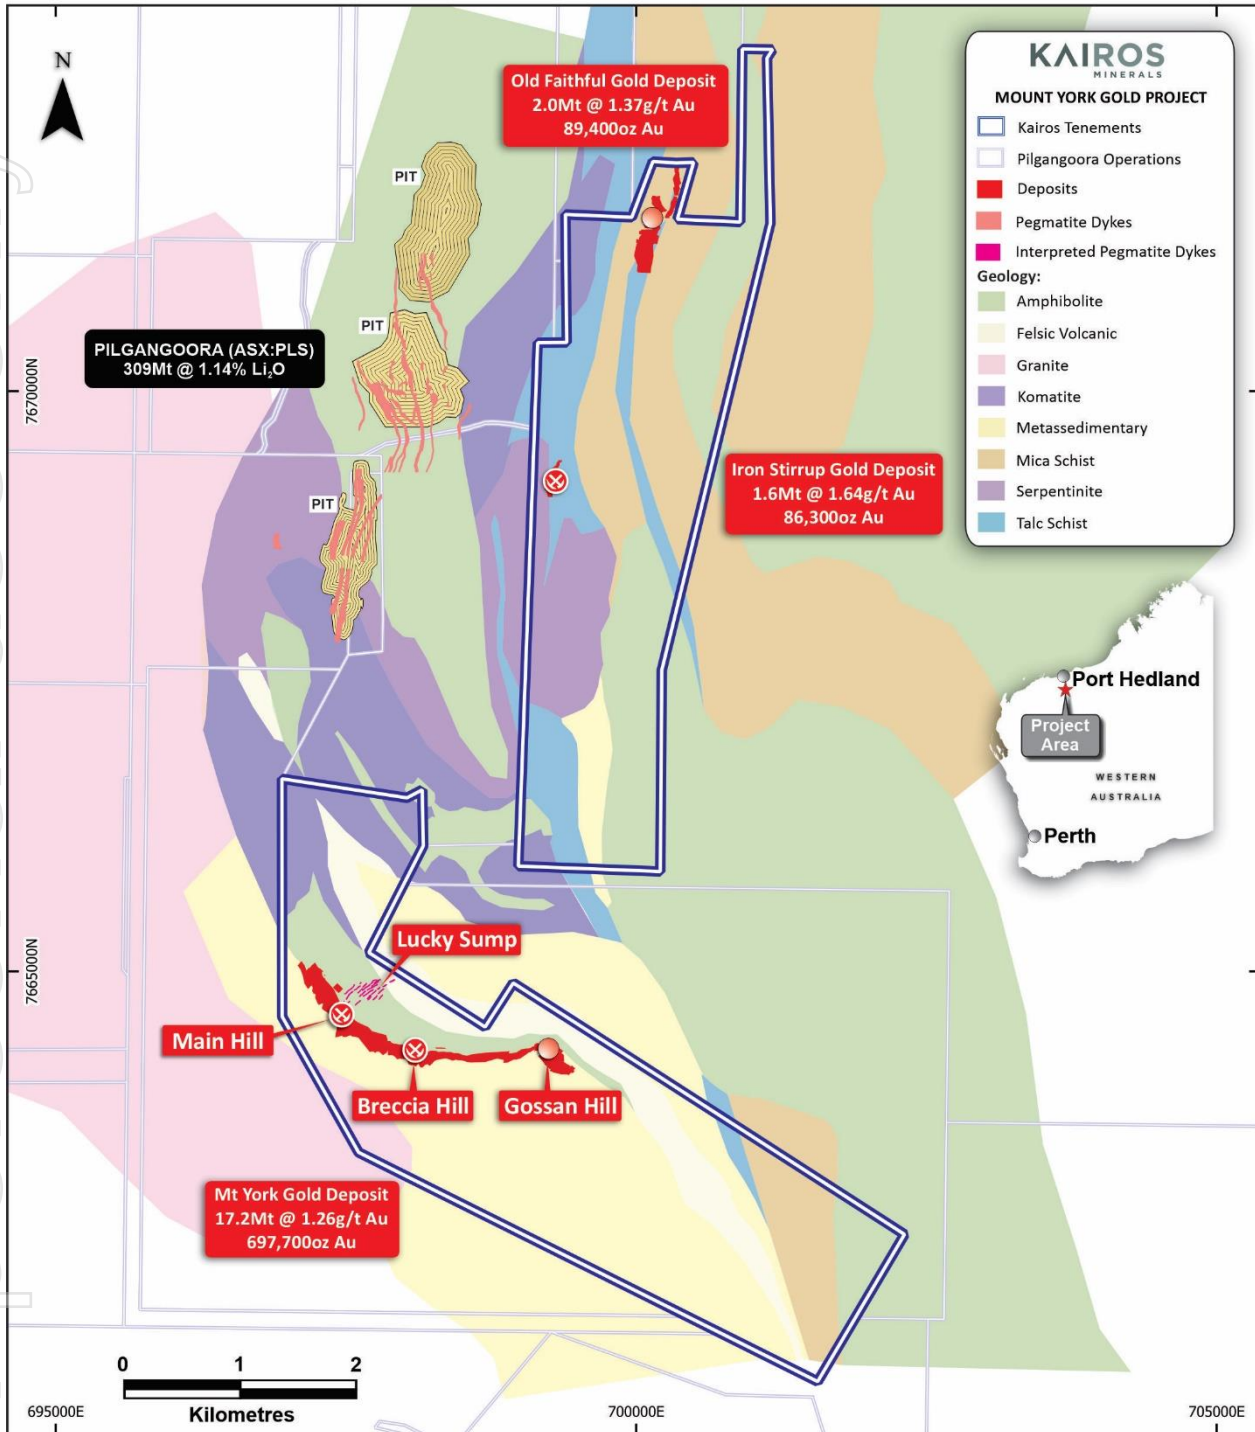 N
Old Faithful Gold Deposit
2.0Mt @ 1.37g/t Au
89,400oz Au
KAIROS
MINERALS
MOUNT YORK GOLD PROJECT
Kairos Tenements
Pilgangoora Operations
Deposits
Pegmatite Dykes
Interpreted Pegmatite Dykes
Geology:
Amphibolite
Felsic Volcanic
Granite
Komatite
Metassedimentary
Mica Schist
Serpentinite
Talc Schist
PIT
PIT
PILGANGOORA (ASX:PLS)
309Mt @ 1.14% Li₂O
7670000N
Iron Stirrup Gold Deposit
1.6Mt @ 1.64g/t Au
86,300oz Au
PIT
Port Hedland
Project
Area
WESTERN
AUSTRALIA
Perth
Lucky Sump
7665000N
Main Hill
Breccia Hill
Gossan Hill
Mt York Gold Deposit
17.2Mt @ 1.26g/t Au
697,700oz Au
0 1 2
Kilometres
695000E
700000E
705000E